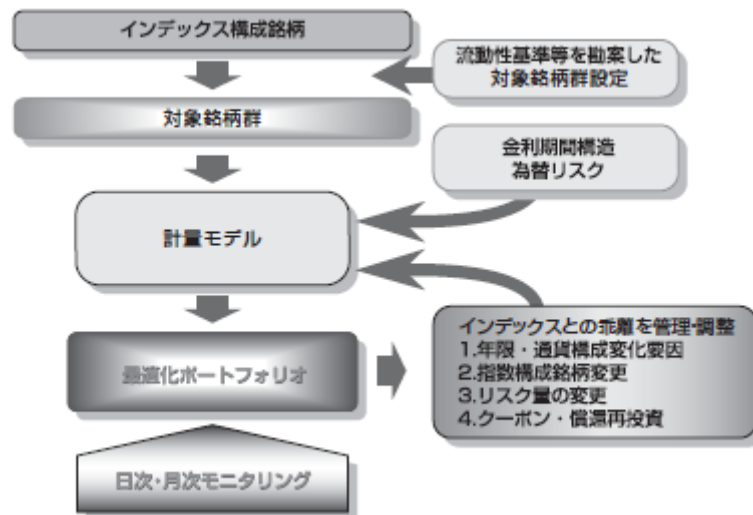 インデックス構成銘柄
流動性基準等を勘案した
対象銘柄群設定
対象銘柄群
金利期間構造
為替リスク
計量モデル
最適化ポートフォリオ
インデックスとの乖離を管理・調整
1.年限・通貨構成変化要因
2.指数構成銘柄変更
3.リスク量の変更
4.クーポン・償還再投資
日次・月次モニタリング